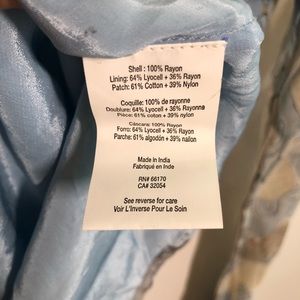 Shell : 100% Rayon
Lining: 64% Lyocell + 36% Rayon
Patch: 61% Cotton + 39% Nylon
Coquille: 100% de rayonne
Doublure: 64% Lyocell + 36% Rayonne
Pièce: 61% coton + 39% nylon
Cáscara: 100% Rayon
Forro: 64% Lyocell + 36% Rayon
Parche: 61% algodón + 39% nailon
Made in India
Fabriqué en Inde
RN# 66170
CA# 32054
See reverse for care
Voir L'Inverse Pour Le Soin